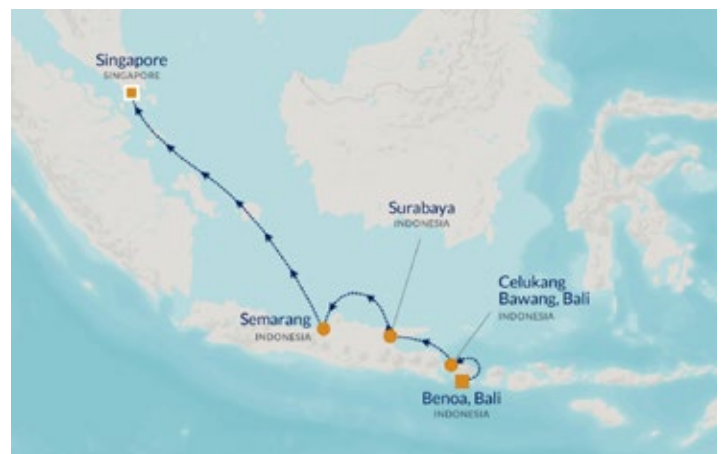 Singapore
SINGAPORE
Surabaya
INDONESIA
Celukang
Bawang, Bali
INDONESIA
Semarang
INDONESIA
Benoa, Bali
INDONESIA